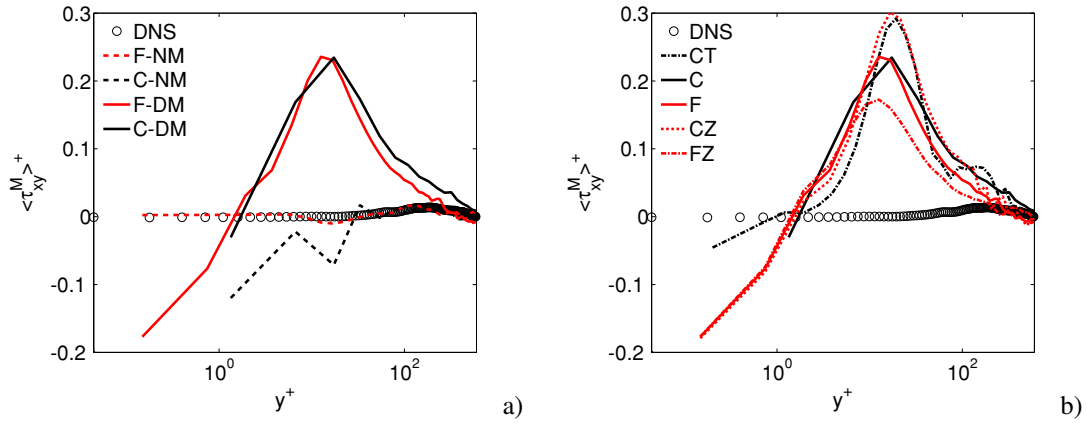 0.3
0.2
0.1
0
-0.1
-0.2
<τ^M_xy>^+
DNS
F-NM
C-NM
F-DM
C-DM
10^0
10^2
y^+
a)
0.3
0.2
0.1
0
-0.1
-0.2
<τ^M_xy>^+
DNS
CT
C
F
CZ
FZ
10^0
10^2
y^+
b)